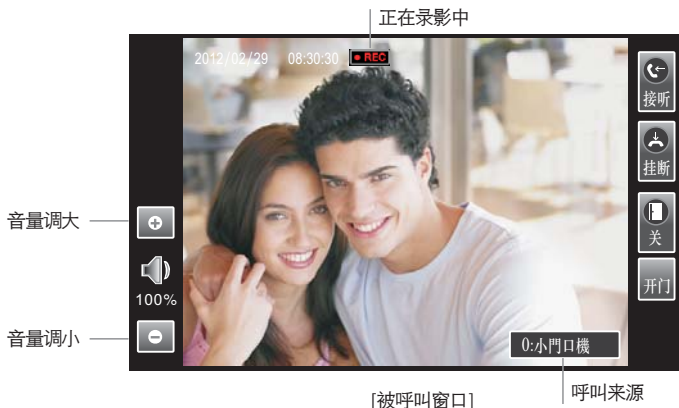 正在录影中
2012/02/29 08:30:30 REC
接听
挂断
关
开门
音量调大
100%
音量调小
0:小門口機
呼叫来源
[被呼叫窗口]